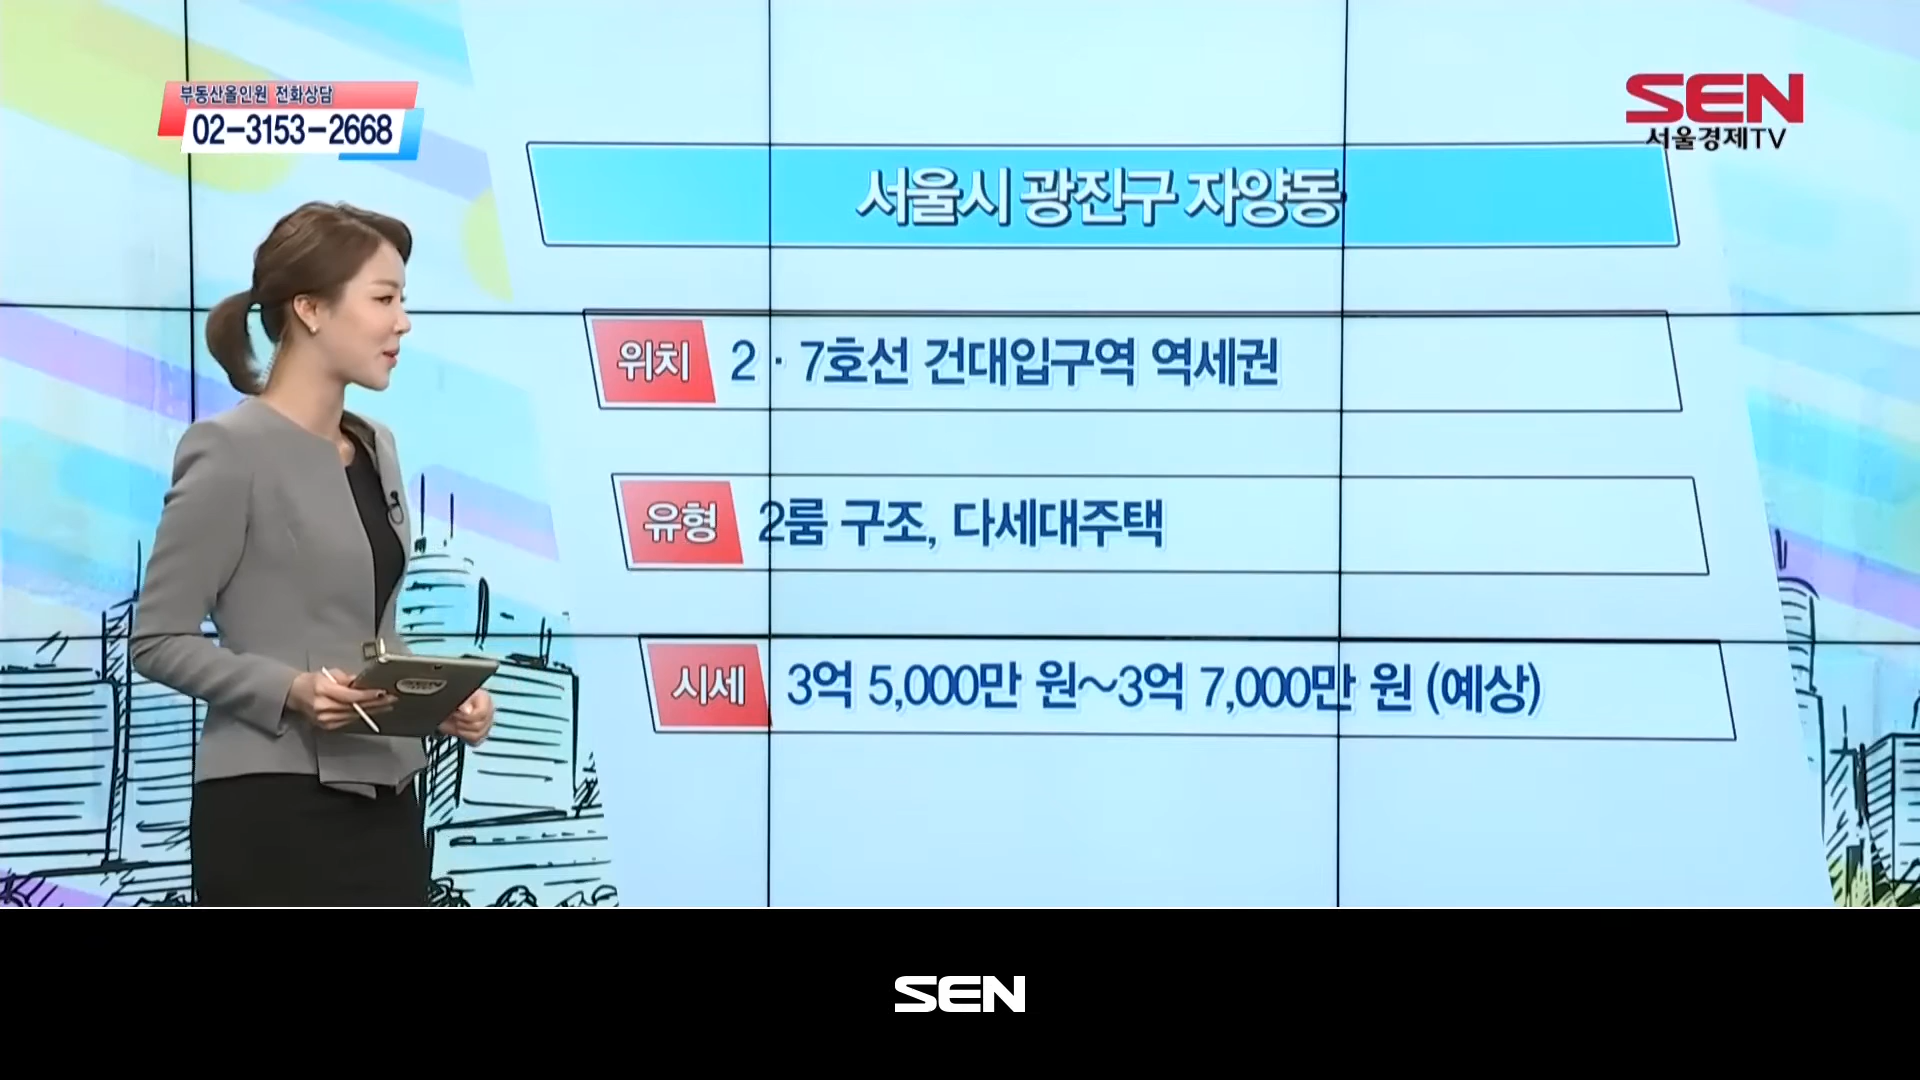 부동산올인원 전화상담
02-3153-2668
SEN
서울경제TV
서울시 광진구 자양동
위치 2·7호선 건대입구역 역세권
유형 2룸 구조, 다세대주택
시세 3억 5,000만 원~3억 7,000만 원 (예상)
SEN
SEN